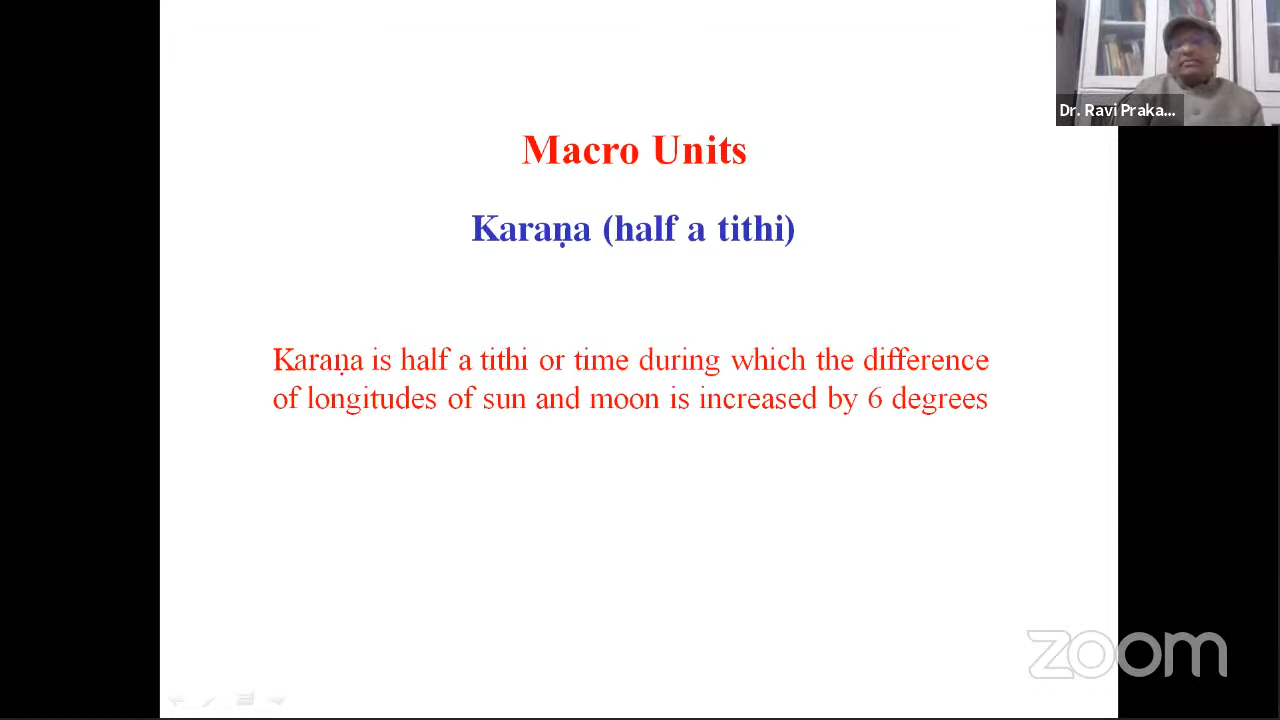 Dr. Ravi Praka...
Macro Units
Karaṇa (half a tithi)
Karaṇa is half a tithi or time during which the difference
of longitudes of sun and moon is increased by 6 degrees
zoom